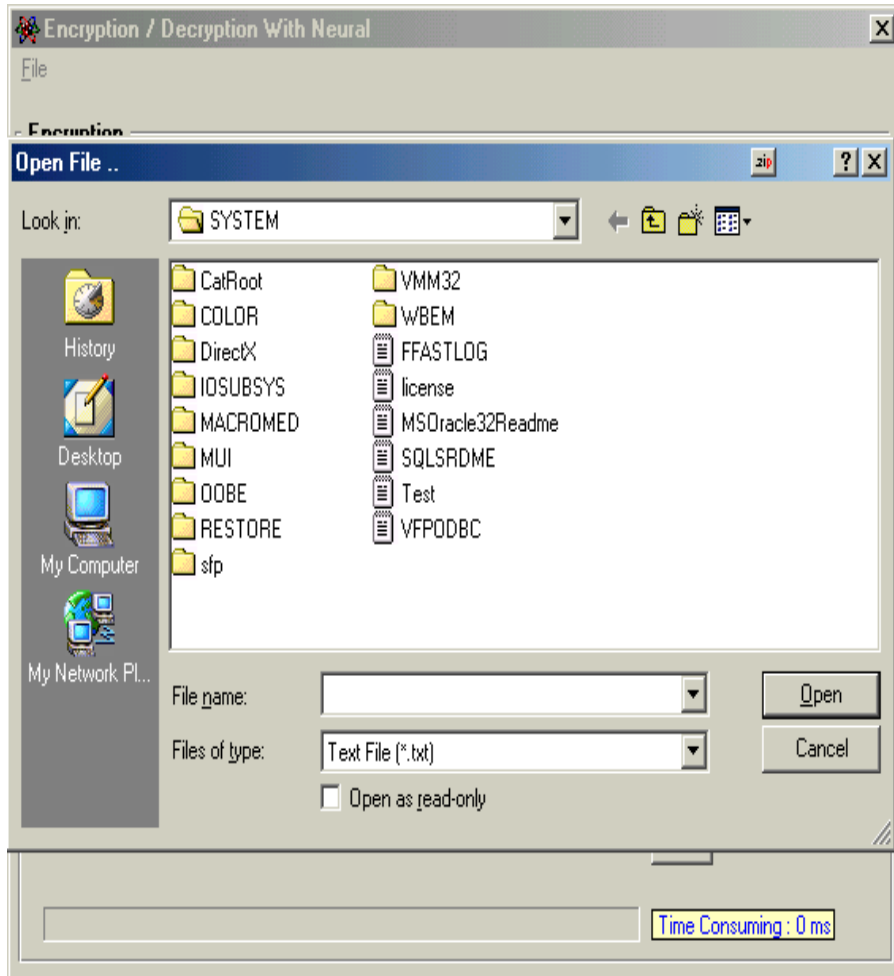 Encryption / Decryption With Neural
File
Encryption
Open File ..
zip
Look in:
SYSTEM
History
Desktop
My Computer
My Network Pl...
CatRoot
COLOR
DirectX
IOSUBSYS
MACROMED
MUI
OOBE
RESTORE
sfp
VMM32
WBEM
FFASTLOG
license
MSOracle32Readme
SQLSRDME
Test
VFPODBC
File name:
Open
Files of type:
Text File (*.txt)
Cancel
Open as read-only
Time Consuming : 0 ms